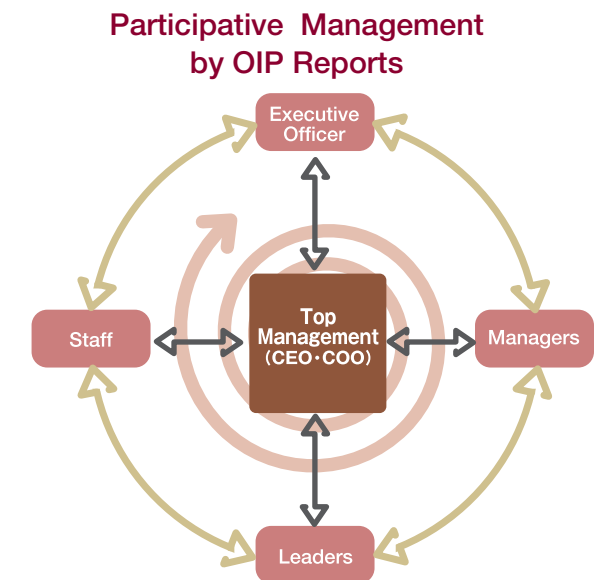 Participative Management
by OIP Reports
Executive
Officer
Staff
Top
Management
(CEO・COO)
Managers
Leaders